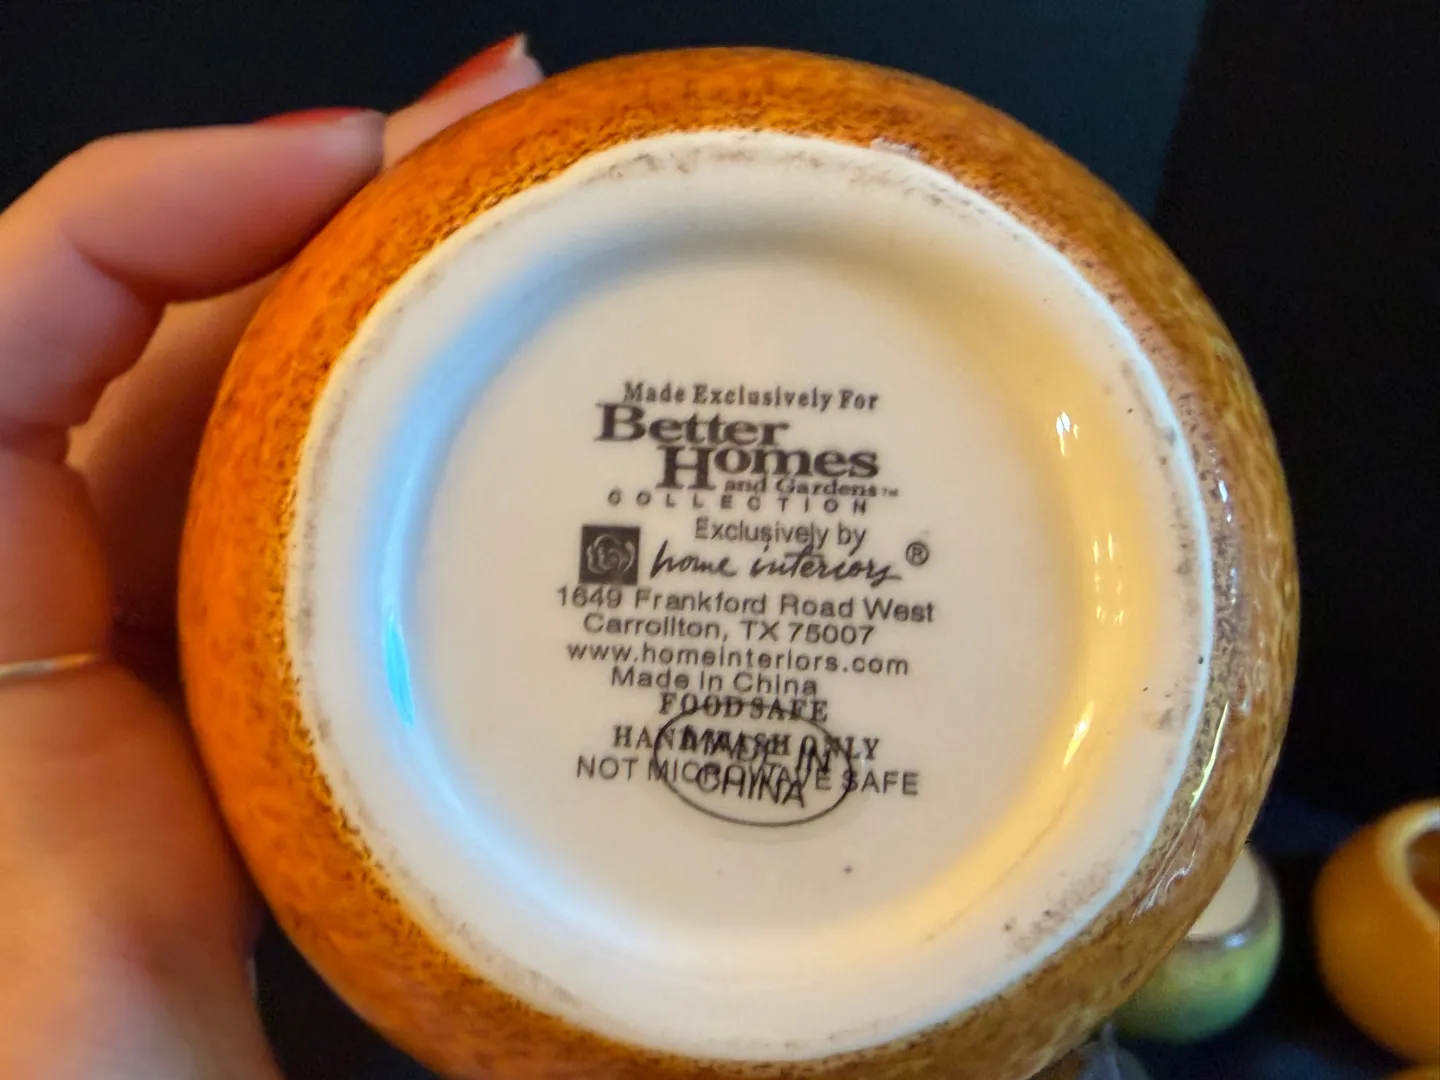 Made Exclusively For
Better
Homes
and Gardens™
COLLECTION
Exclusively by
home interiors®
1649 Frankford Road West
Carrollton, TX 75007
www.homeinteriors.com
Made In China
FOOD SAFE
HAND WASH ONLY
NOT MICROWAVE SAFE
MADE IN
CHINA